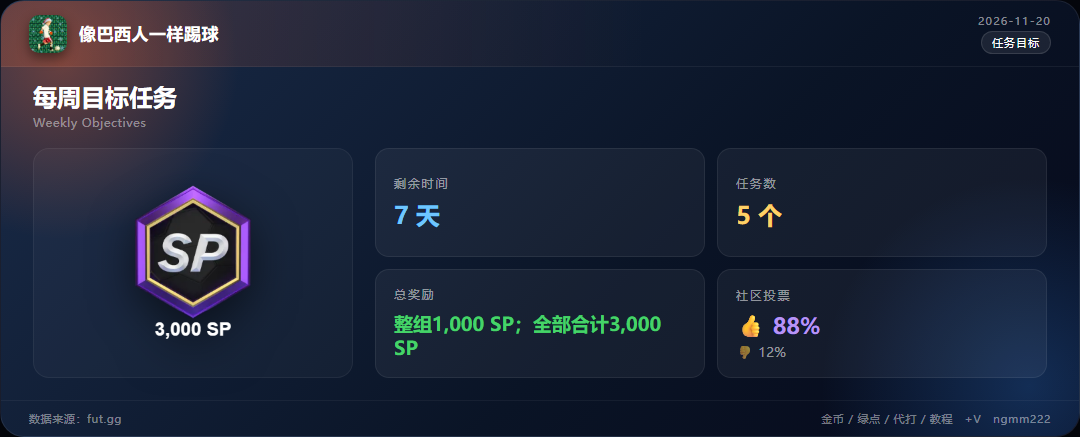 像巴西人一样踢球
2026-11-20
任务目标
每周目标任务
Weekly Objectives
SP
3,000 SP
剩余时间
7 天
任务数
5 个
总奖励
整组1,000 SP；全部合计3,000
SP
社区投票
👍 88%
👎 12%
数据来源：fut.gg
金币 / 绿点 / 代打 / 教程 +V ngmm222